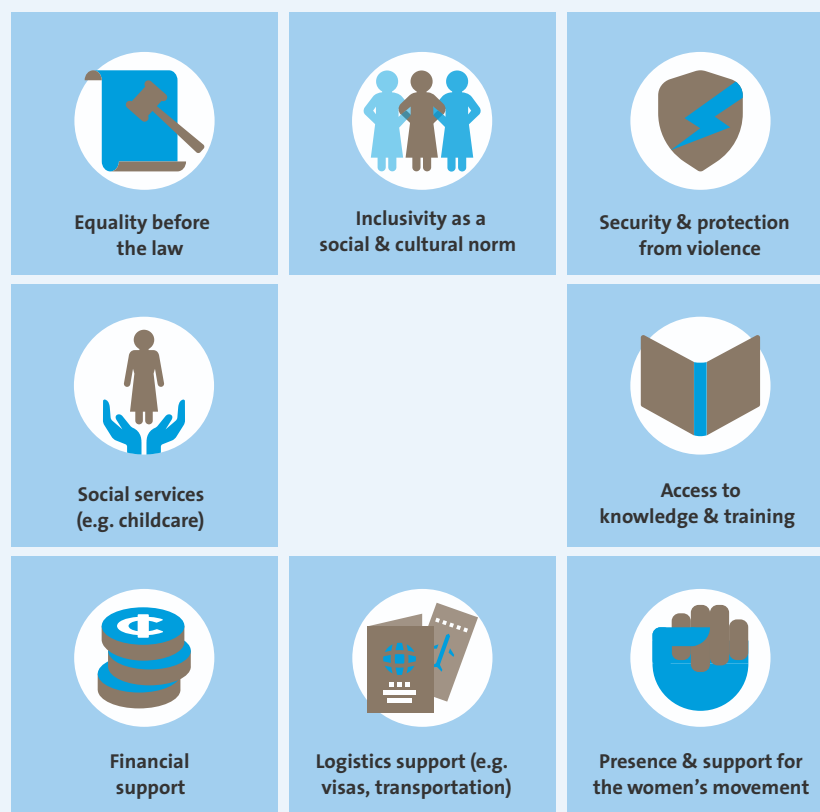 Equality before
the law
Inclusivity as a
social & cultural norm
Security & protection
from violence
Social services
(e.g. childcare)
Access to
knowledge & training
Financial
support
Logistics support (e.g.
visas, transportation)
Presence & support for
the women’s movement